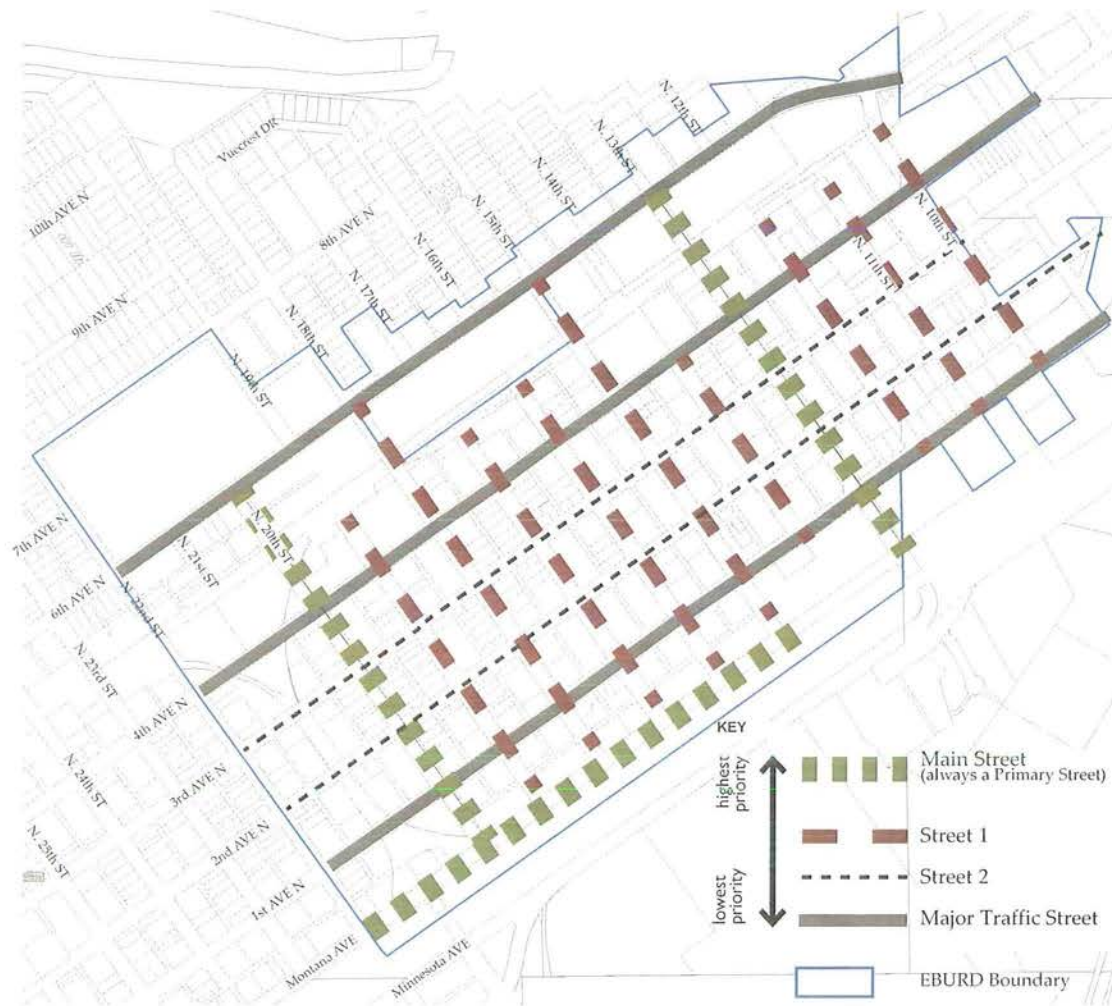 Vuecrest DR
N. 12th ST
N. 13th ST
N. 14th ST
N. 15th ST
N. 16th ST
N. 17th ST
N. 18th ST
N. 19th ST
N. 20th ST
N. 21st ST
N. 22nd ST
N. 23rd ST
N. 24th ST
N. 25th ST
N. 10th ST
N. 11th ST
10th AVE N
9th AVE N
8th AVE N
7th AVE N
6th AVE N
4th AVE N
3rd AVE N
2nd AVE N
1st AVE N
Montana AVE
Minnesota AVE
KEY
highest
priority
lowest
priority
Main Street
(always a Primary Street)
Street 1
Street 2
Major Traffic Street
EBURD Boundary